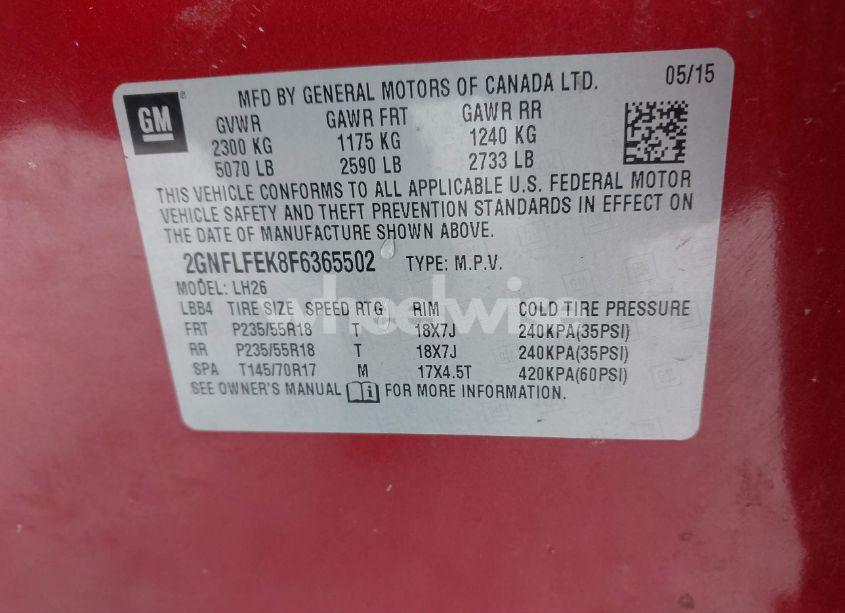 GM
MFD BY GENERAL MOTORS OF CANADA LTD. 05/15
GVWR GAWR FRT GAWR RR
2300 KG 1175 KG 1240 KG
5070 LB 2590 LB 2733 LB
THIS VEHICLE CONFORMS TO ALL APPLICABLE U.S. FEDERAL MOTOR
VEHICLE SAFETY AND THEFT PREVENTION STANDARDS IN EFFECT ON
THE DATE OF MANUFACTURE SHOWN ABOVE.
2GNFLFEK8F6365502 TYPE: M.P.V.
MODEL: LH26
LBB4 TIRE SIZE SPEED RTG RIM COLD TIRE PRESSURE
FRT P235/55R18 T 18X7J 240KPA(35PSI)
RR P235/55R18 T 18X7J 240KPA(35PSI)
SPA T145/70R17 M 17X4.5T 420KPA(60PSI)
SEE OWNER'S MANUAL FOR MORE INFORMATION.
wheelwise